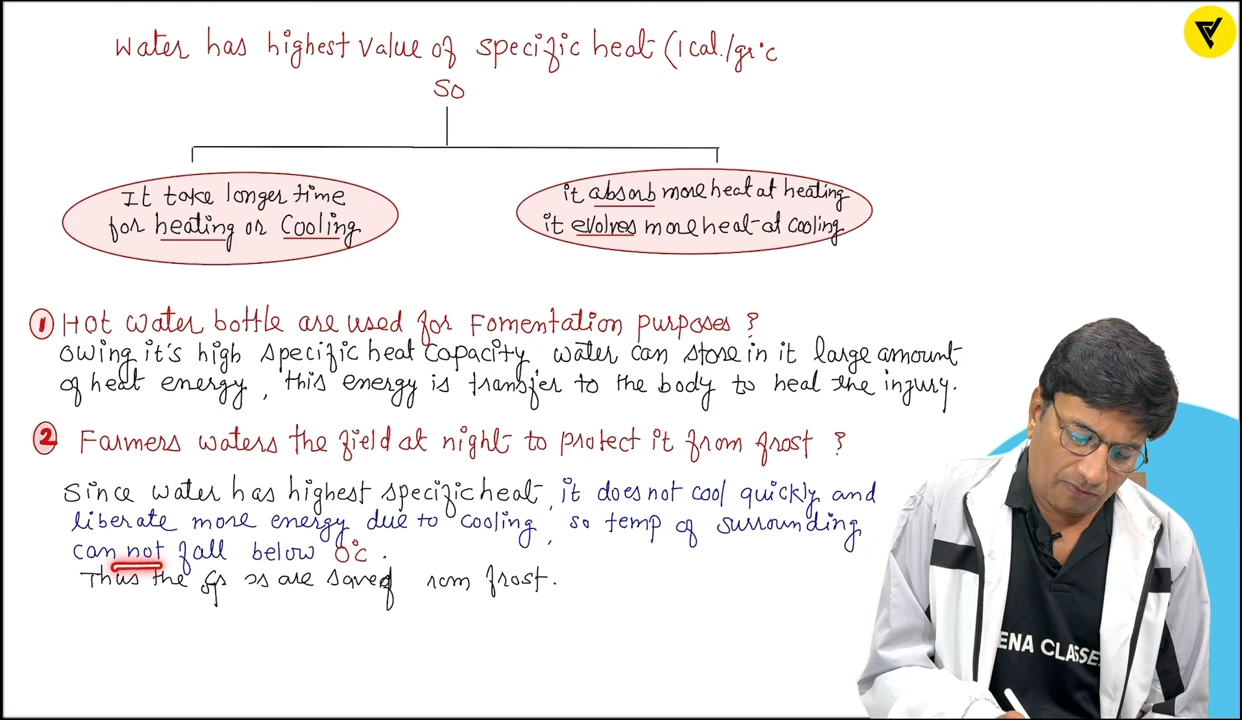 Water has highest value of specific heat (1 cal./gr°c
SO
It take longer time
for heating or Cooling
it absorb more heat at heating
it evolves more heat at cooling
1 Hot water bottle are used for Fomentation purposes ?
owing it's high specific heat capacity water can store in it large amount
of heat energy, this energy is transfer to the body to heal the injury.
2 Farmers waters the field at night to protect it from frost ?
Since water has highest specific heat, it does not cool quickly and
liberate more energy due to cooling, so temp of surrounding
can not fall below 0°c.
Thus the are saved frost.
ENA CLASSE